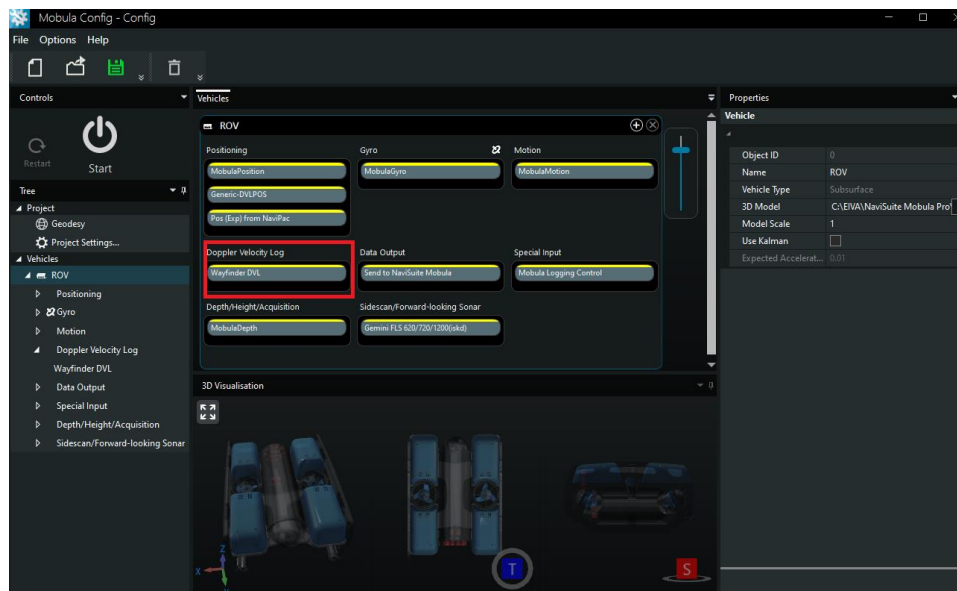 Mobula Config - Config
File Options Help
Controls
Restart
Start
Tree
Project
Geodesy
Project Settings...
Vehicles
ROV
Positioning
Gyro
Motion
Doppler Velocity Log
Wayfinder DVL
Data Output
Special Input
Depth/Height/Acquisition
Sidescan/Forward-looking Sonar
Vehicles
ROV
Positioning Gyro Motion
MobulaPosition MobulaGyro MobulaMotion
Generic-DVLPOS
Pos (Exp) from NaviPac
Doppler Velocity Log Data Output Special Input
Wayfinder DVL Send to NaviSuite Mobula Mobula Logging Control
Depth/Height/Acquisition Sidescan/Forward-looking Sonar
MobulaDepth Gemini FLS 620/720/1200(iskd)
3D Visualisation
Z
X
Y
T
S
Properties
Vehicle
Object ID 0
Name ROV
Vehicle Type Subsurface
3D Model C:\EIVA\NaviSuite Mobula Pro\
Model Scale 1
Use Kalman
Expected Accelerat... 0.01